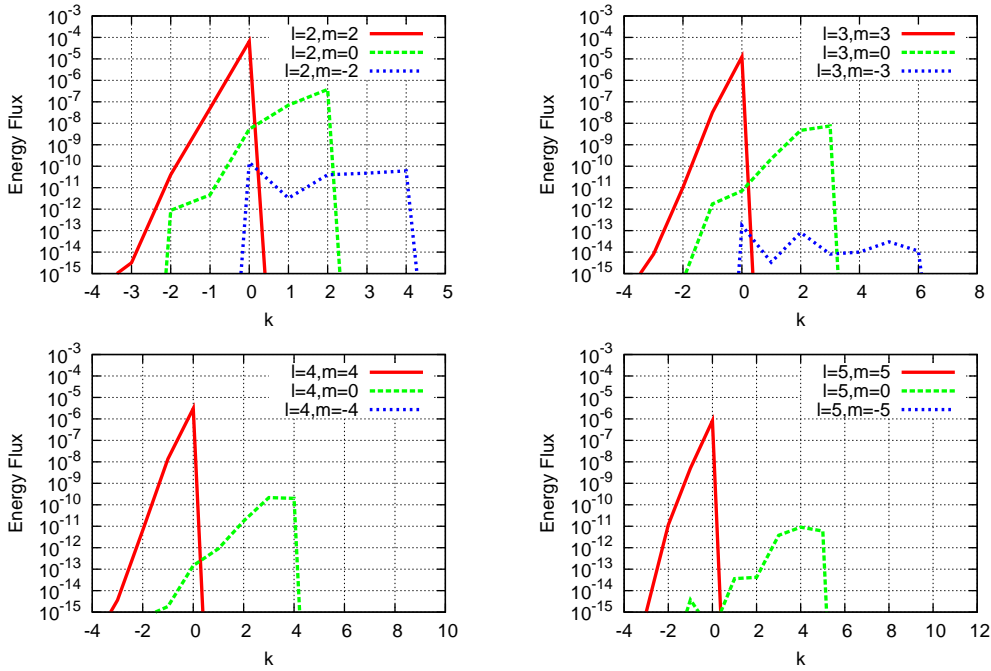 10^-3
10^-4
10^-5
10^-6
10^-7
10^-8
10^-9
10^-10
10^-11
10^-12
10^-13
10^-14
10^-15
Energy Flux
-4 -3 -2 -1 0 1 2 3 4 5
k
l=2,m=2
l=2,m=0
l=2,m=-2
10^-3
10^-4
10^-5
10^-6
10^-7
10^-8
10^-9
10^-10
10^-11
10^-12
10^-13
10^-14
10^-15
Energy Flux
-4 -2 0 2 4 6 8
k
l=3,m=3
l=3,m=0
l=3,m=-3
10^-3
10^-4
10^-5
10^-6
10^-7
10^-8
10^-9
10^-10
10^-11
10^-12
10^-13
10^-14
10^-15
Energy Flux
-4 -2 0 2 4 6 8 10
k
l=4,m=4
l=4,m=0
l=4,m=-4
10^-3
10^-4
10^-5
10^-6
10^-7
10^-8
10^-9
10^-10
10^-11
10^-12
10^-13
10^-14
10^-15
Energy Flux
-4 -2 0 2 4 6 8 10 12
k
l=5,m=5
l=5,m=0
l=5,m=-5